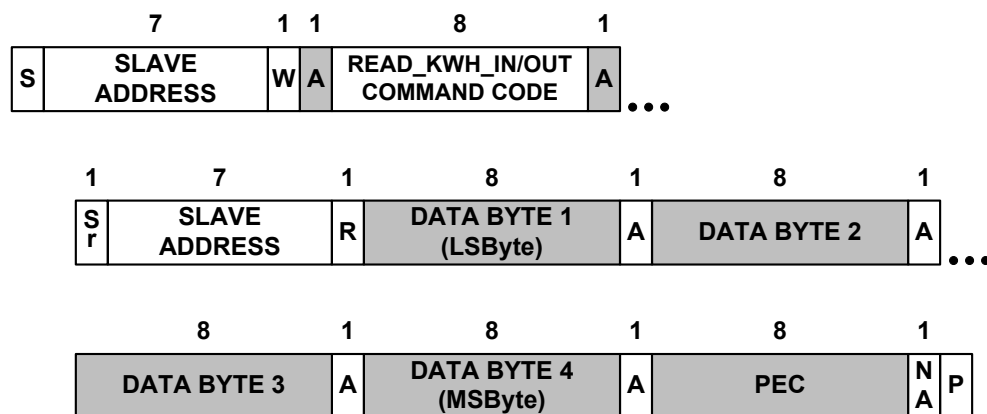 7 1 1 8 1
S SLAVE ADDRESS W A READ_KWH_IN/OUT COMMAND CODE A •••
1 7 1 8 1 8 1
Sr SLAVE ADDRESS R DATA BYTE 1 (LSByte) A DATA BYTE 2 A •••
8 1 8 1 8 1
DATA BYTE 3 A DATA BYTE 4 (MSByte) A PEC NA P